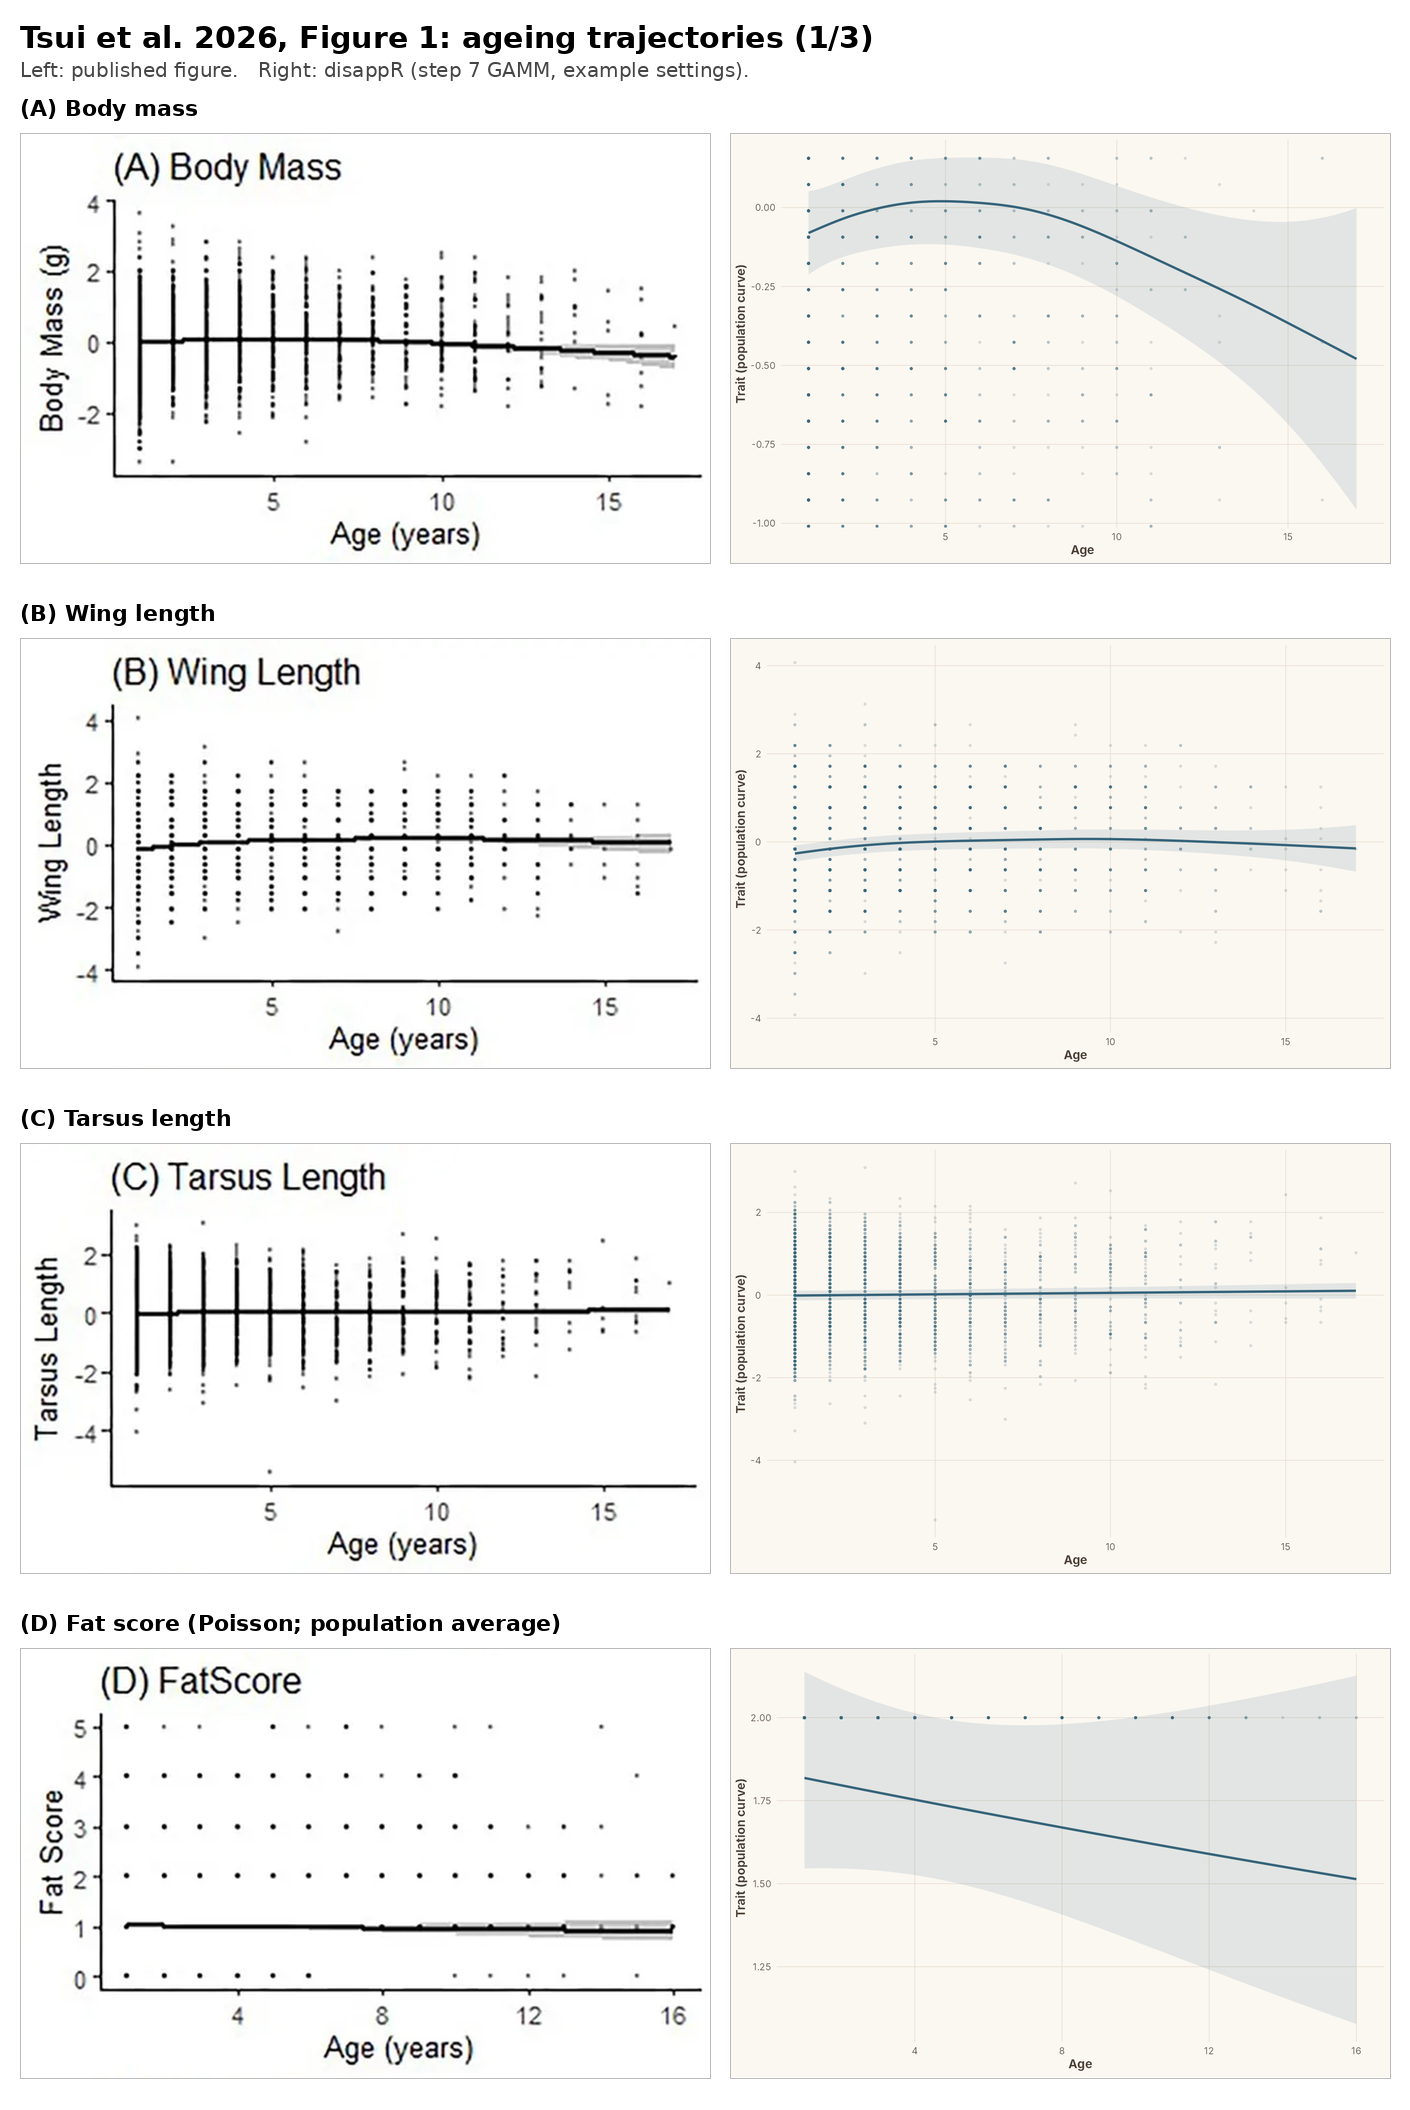 Tsui et al. 2026, Figure 1: ageing trajectories (1/3)
Left: published figure. Right: disappR (step 7 GAMM, example settings).
(A) Body mass
(A) Body Mass
Body Mass (g)
4
2
0
-2
5
10
15
Age (years)
Trait (population curve)
0.00
-0.25
-0.50
-0.75
-1.00
5
10
15
Age
(B) Wing length
(B) Wing Length
Wing Length
4
2
0
-2
-4
5
10
15
Age (years)
Trait (population curve)
4
2
0
-2
-4
5
10
15
Age
(C) Tarsus length
(C) Tarsus Length
Tarsus Length
2
0
-2
-4
5
10
15
Age (years)
Trait (population curve)
2
0
-2
-4
5
10
15
Age
(D) Fat score (Poisson; population average)
(D) FatScore
Fat Score
5
4
3
2
1
0
4
8
12
16
Age (years)
Trait (population curve)
2.00
1.75
1.50
1.25
4
8
12
16
Age